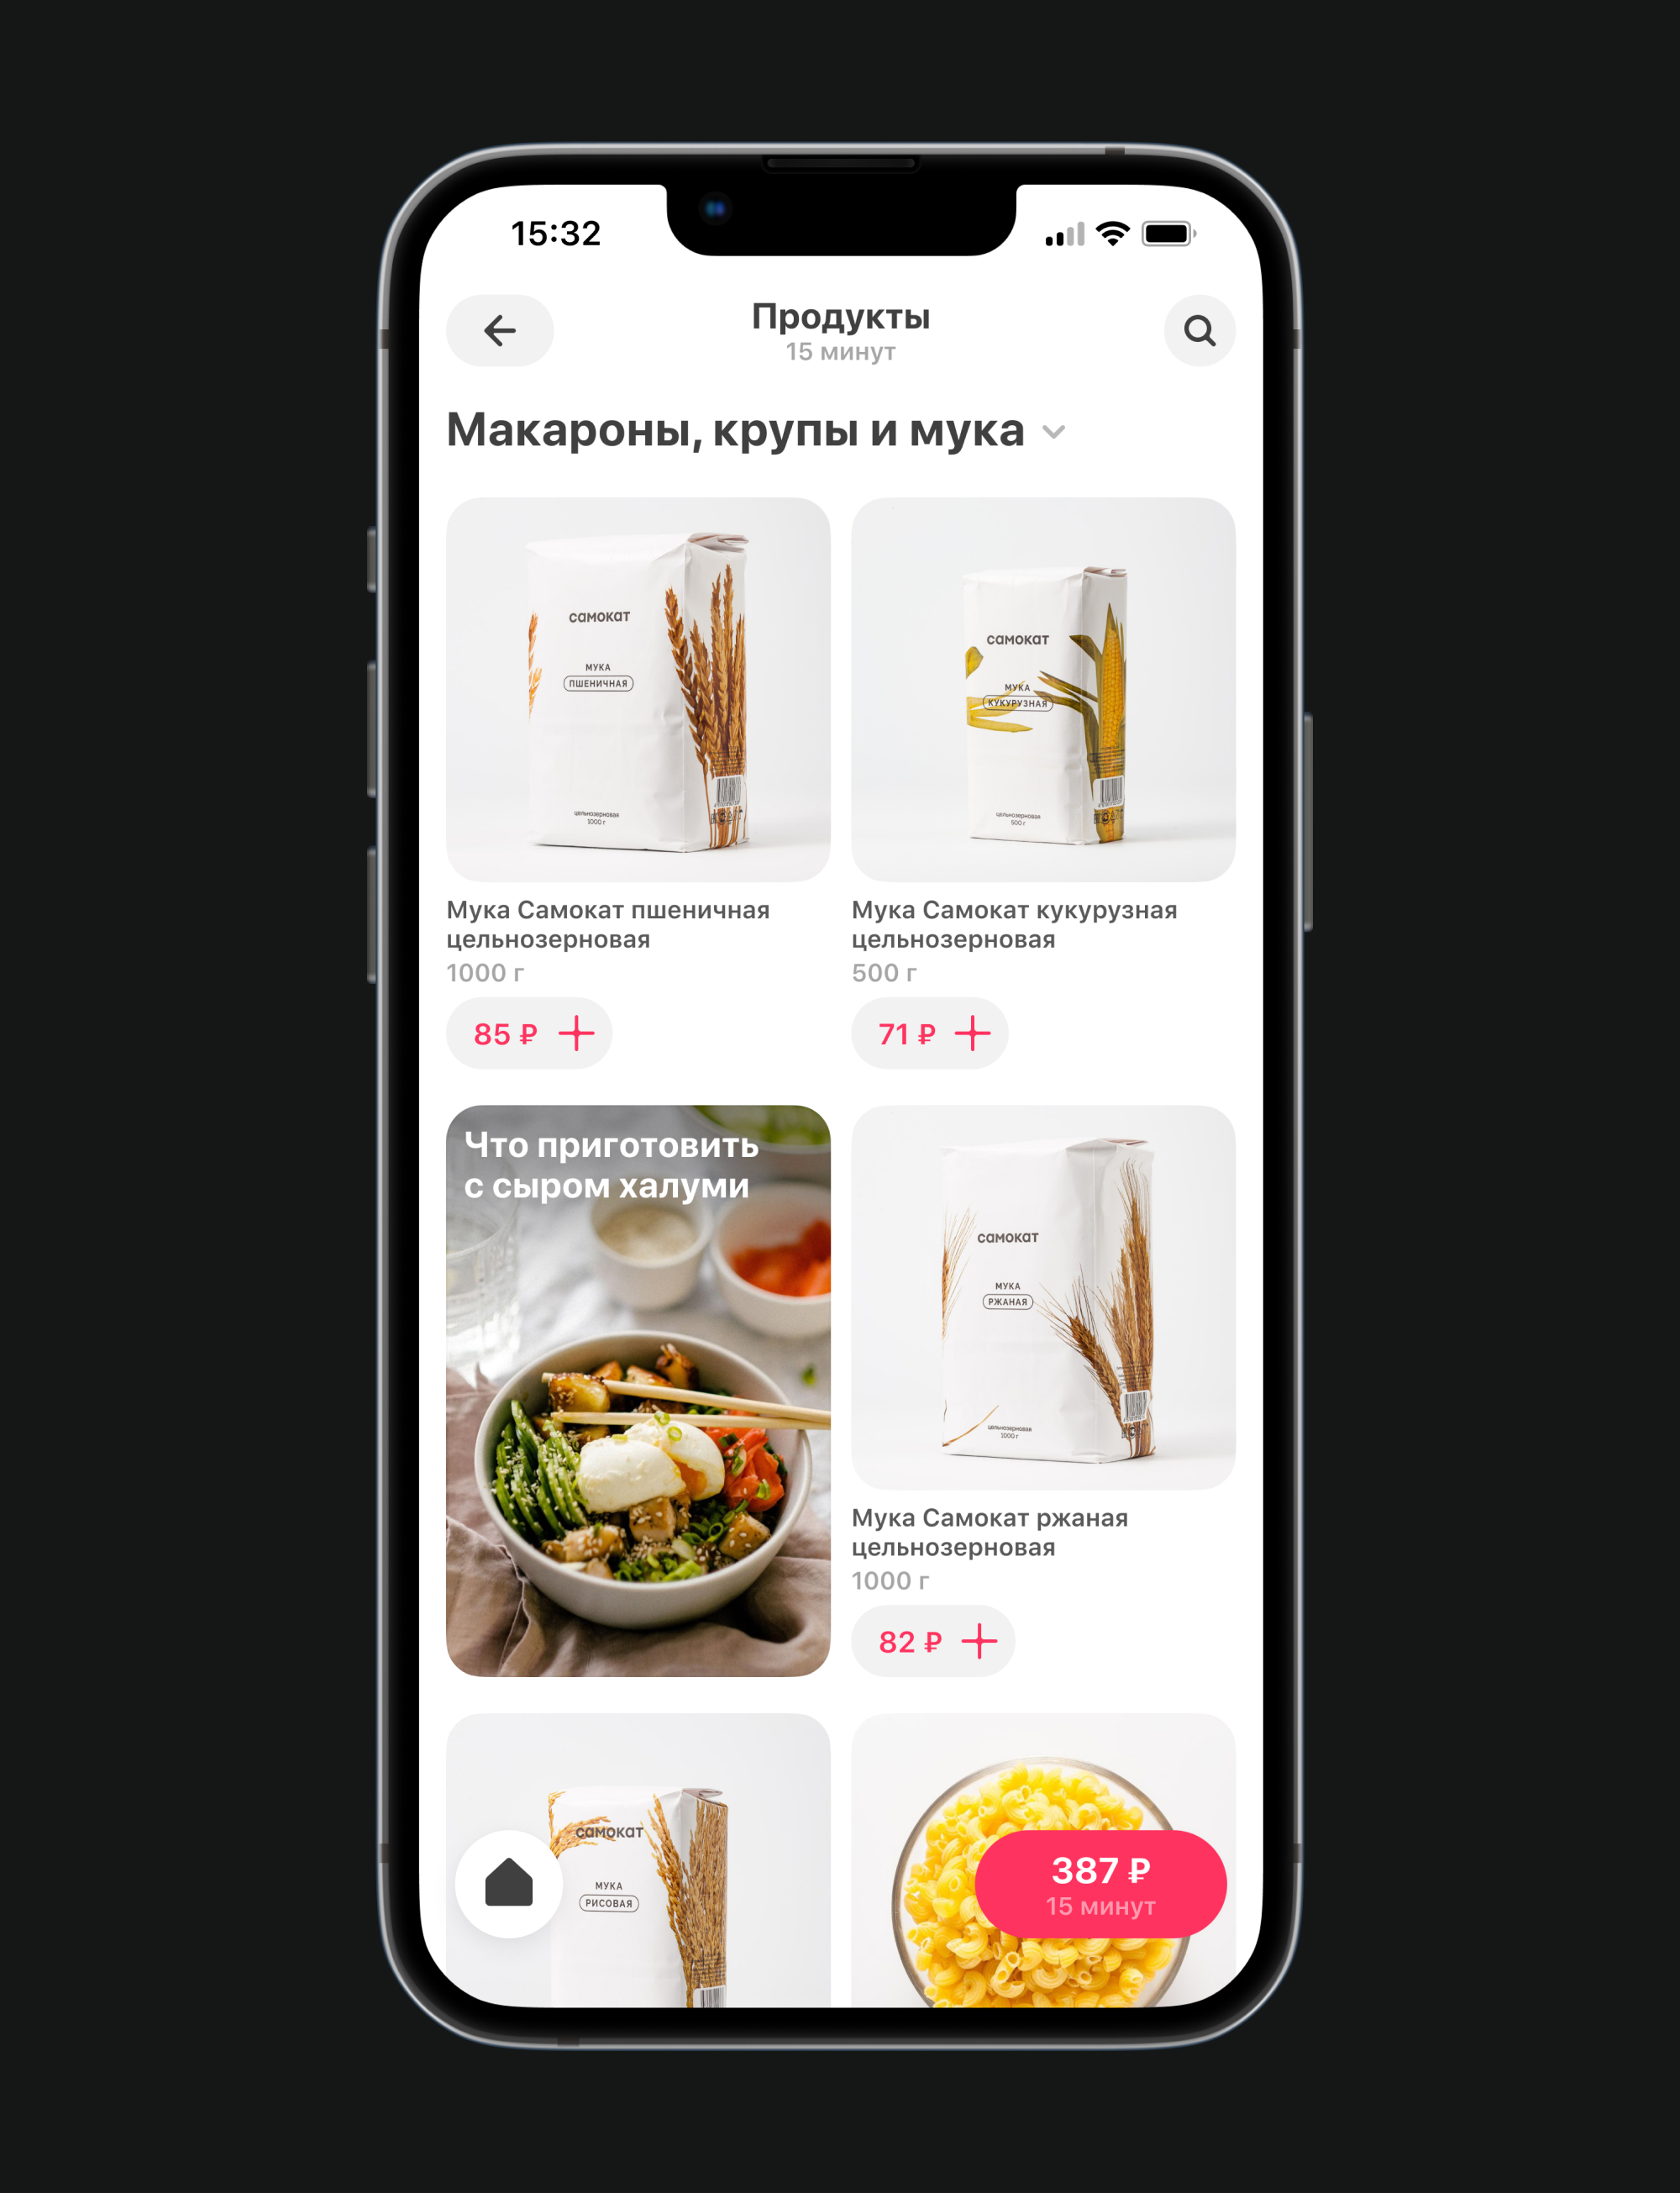 15:32
Продукты
15 минут
Макароны, крупы и мука
самокат
МУКА
ПШЕНИЧНАЯ
цельнозерновая
1000 г
самокат
МУКА
КУКУРУЗНАЯ
цельнозерновая
500 г
Мука Самокат пшеничная
цельнозерновая
1000 г
85 ₽
Мука Самокат кукурузная
цельнозерновая
500 г
71 ₽
Что приготовить
с сыром халуми
самокат
МУКА
РЖАНАЯ
цельнозерновая
1000 г
Мука Самокат ржаная
цельнозерновая
1000 г
82 ₽
самокат
МУКА
РИСОВАЯ
387 ₽
15 минут